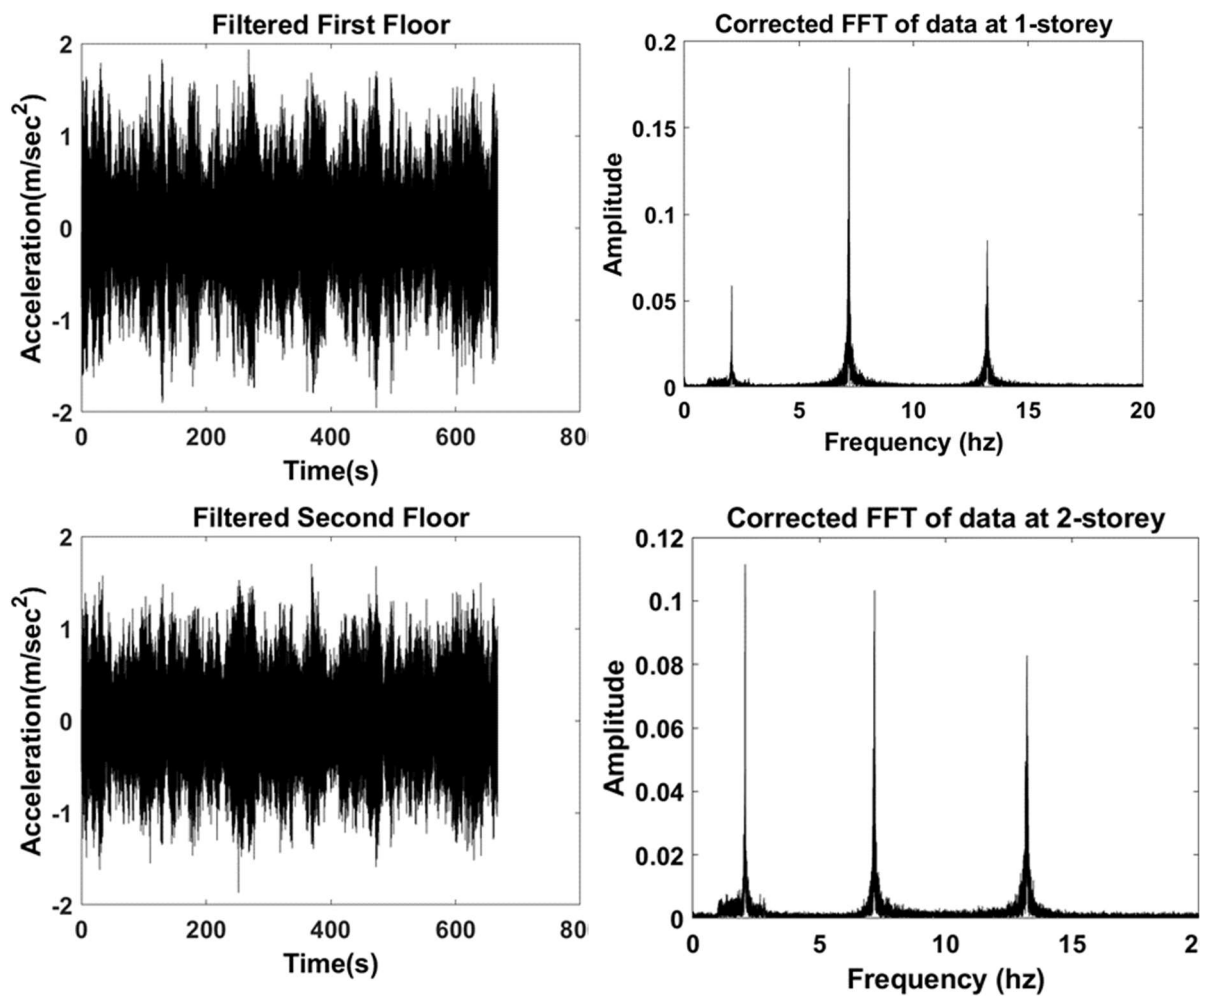 Filtered First Floor
2
1
0
-1
-2
Acceleration(m/sec²)
0 200 400 600 80
Time(s)
Corrected FFT of data at 1-storey
0.2
0.15
0.1
0.05
0
Amplitude
0 5 10 15 20
Frequency (hz)
Filtered Second Floor
2
1
0
-1
-2
Acceleration(m/sec²)
0 200 400 600 80
Time(s)
Corrected FFT of data at 2-storey
0.12
0.1
0.08
0.06
0.04
0.02
0
Amplitude
0 5 10 15 2
Frequency (hz)